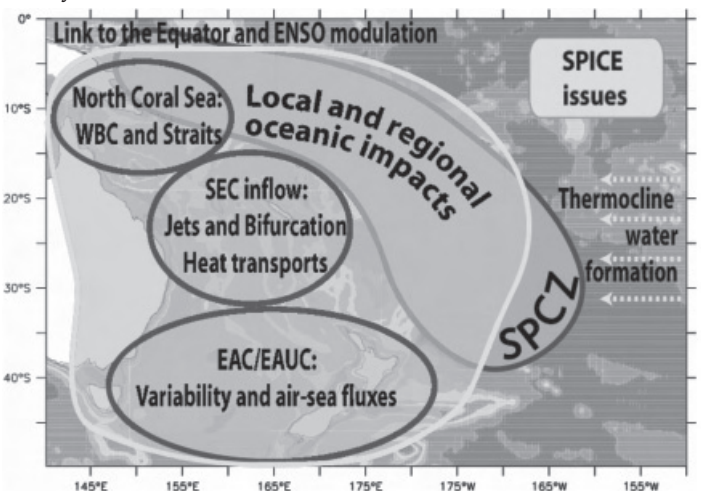 Link to the Equator and ENSO modulation
SPICE
issues
North Coral Sea:
WBC and Straits
Local and regional
oceanic impacts
SEC inflow:
Jets and Bifurcation
Heat transports
Thermocline
water
formation
SPCZ
EAC/EAUC:
Variability and air-sea fluxes
0°
10°S
20°S
30°S
40°S
145°E 155°E 165°E 175°E 175°W 165°W 155°W